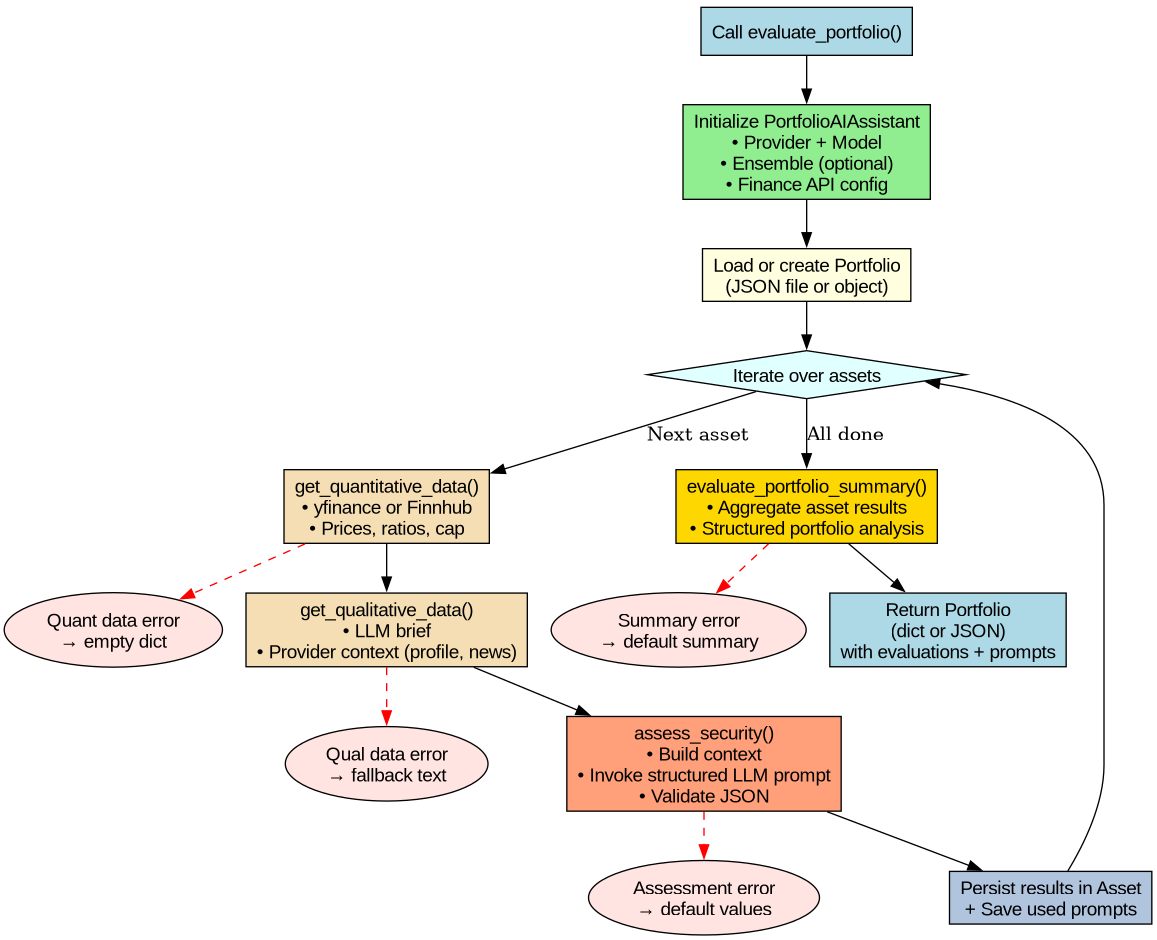 Call evaluate_portfolio()
Initialize PortfolioAIAssistant
• Provider + Model
• Ensemble (optional)
• Finance API config
Load or create Portfolio
(JSON file or object)
Iterate over assets
Next asset
All done
get_quantitative_data()
• yfinance or Finnhub
• Prices, ratios, cap
evaluate_portfolio_summary()
• Aggregate asset results
• Structured portfolio analysis
Quant data error
→ empty dict
get_qualitative_data()
• LLM brief
• Provider context (profile, news)
Summary error
→ default summary
Return Portfolio
(dict or JSON)
with evaluations + prompts
Qual data error
→ fallback text
assess_security()
• Build context
• Invoke structured LLM prompt
• Validate JSON
Assessment error
→ default values
Persist results in Asset
+ Save used prompts